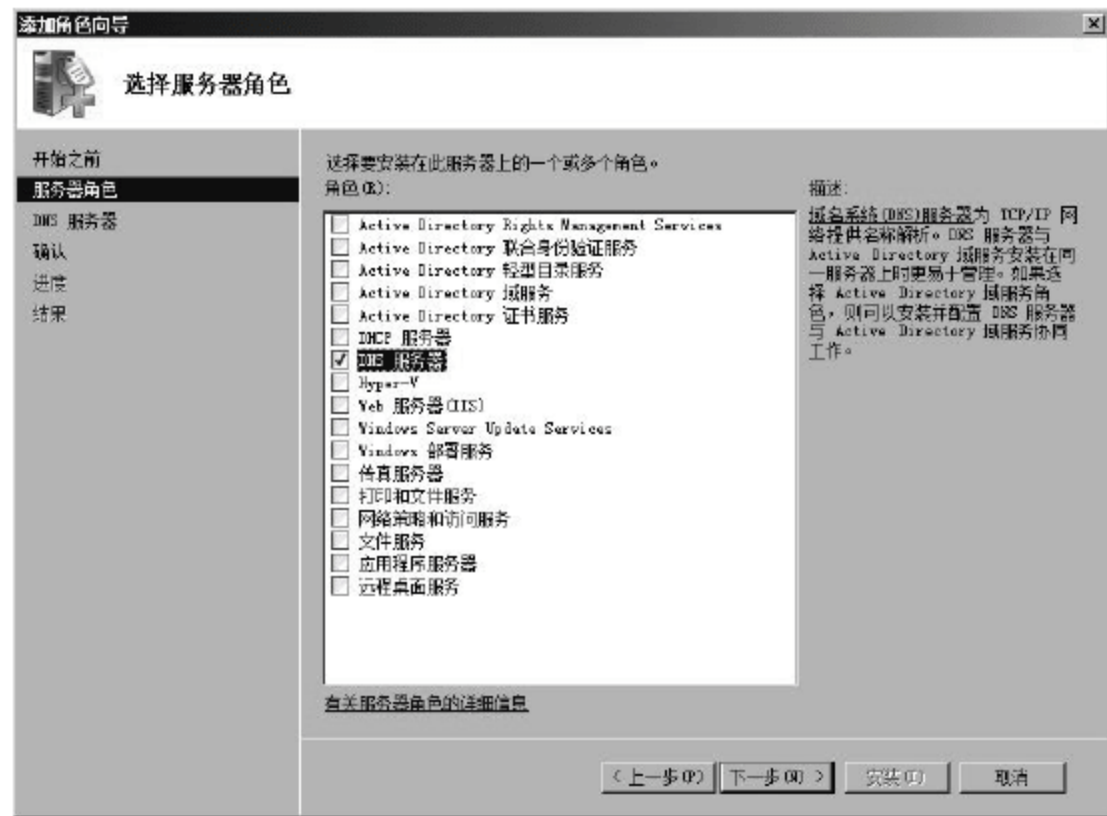 添加角色向导
选择服务器角色
开始之前
服务器角色
DNS 服务器
确认
进度
结果
选择要安装在此服务器上的一个或多个角色。
角色(R):
Active Directory Rights Management Services
Active Directory 联合身份验证服务
Active Directory 轻型目录服务
Active Directory 域服务
Active Directory 证书服务
DHCP 服务器
DNS 服务器
Hyper-V
Web 服务器(IIS)
Windows Server Update Services
Windows 部署服务
传真服务器
打印和文件服务
网络策略和访问服务
文件服务
应用程序服务器
远程桌面服务
有关服务器角色的详细信息
描述:
域名系统(DNS)服务器为 TCP/IP 网
络提供名称解析。DNS 服务器与
Active Directory 域服务安装在同
一服务器上时更易于管理。如果选
择 Active Directory 域服务角
色，则可以安装并配置 DNS 服务器
与 Active Directory 域服务协同
工作。
< 上一步(P)
下一步(N) >
安装(I)
取消